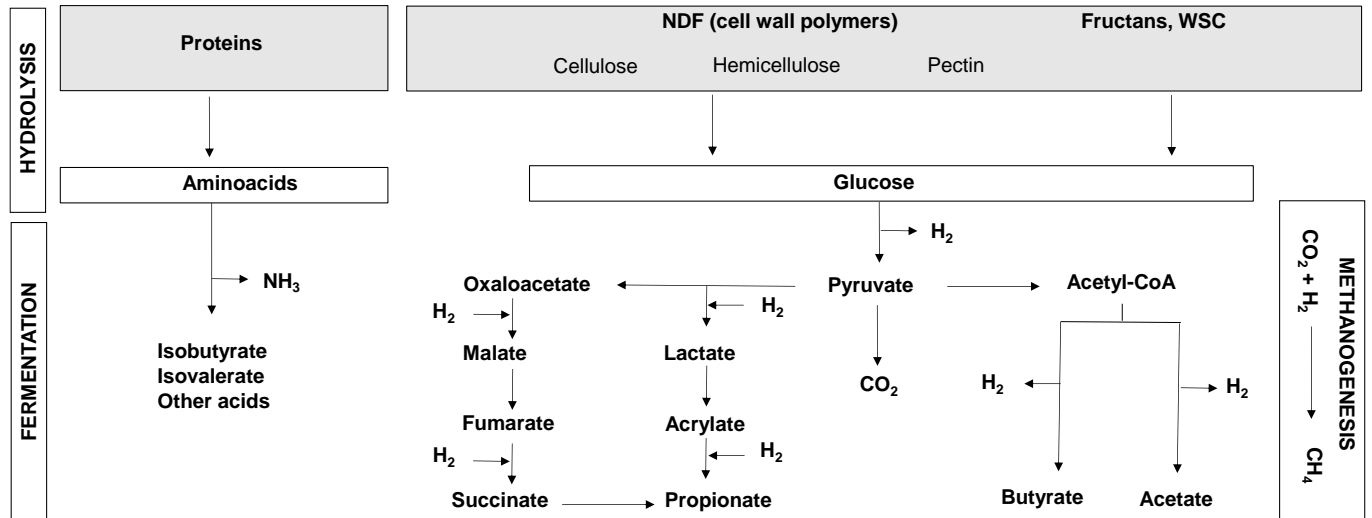 HYDROLYSIS
Proteins
NDF (cell wall polymers)
Fructans, WSC
Cellulose
Hemicellulose
Pectin
Aminoacids
Glucose
FERMENTATION
H₂
NH₃
Oxaloacetate
Pyruvate
Acetyl-CoA
H₂
H₂
Isobutyrate
Isovalerate
Other acids
Malate
Lactate
CO₂
H₂
H₂
Fumarate
Acrylate
H₂
H₂
Succinate
Propionate
Butyrate
Acetate
METHANOGENESIS
CO₂ + H₂
CH₄